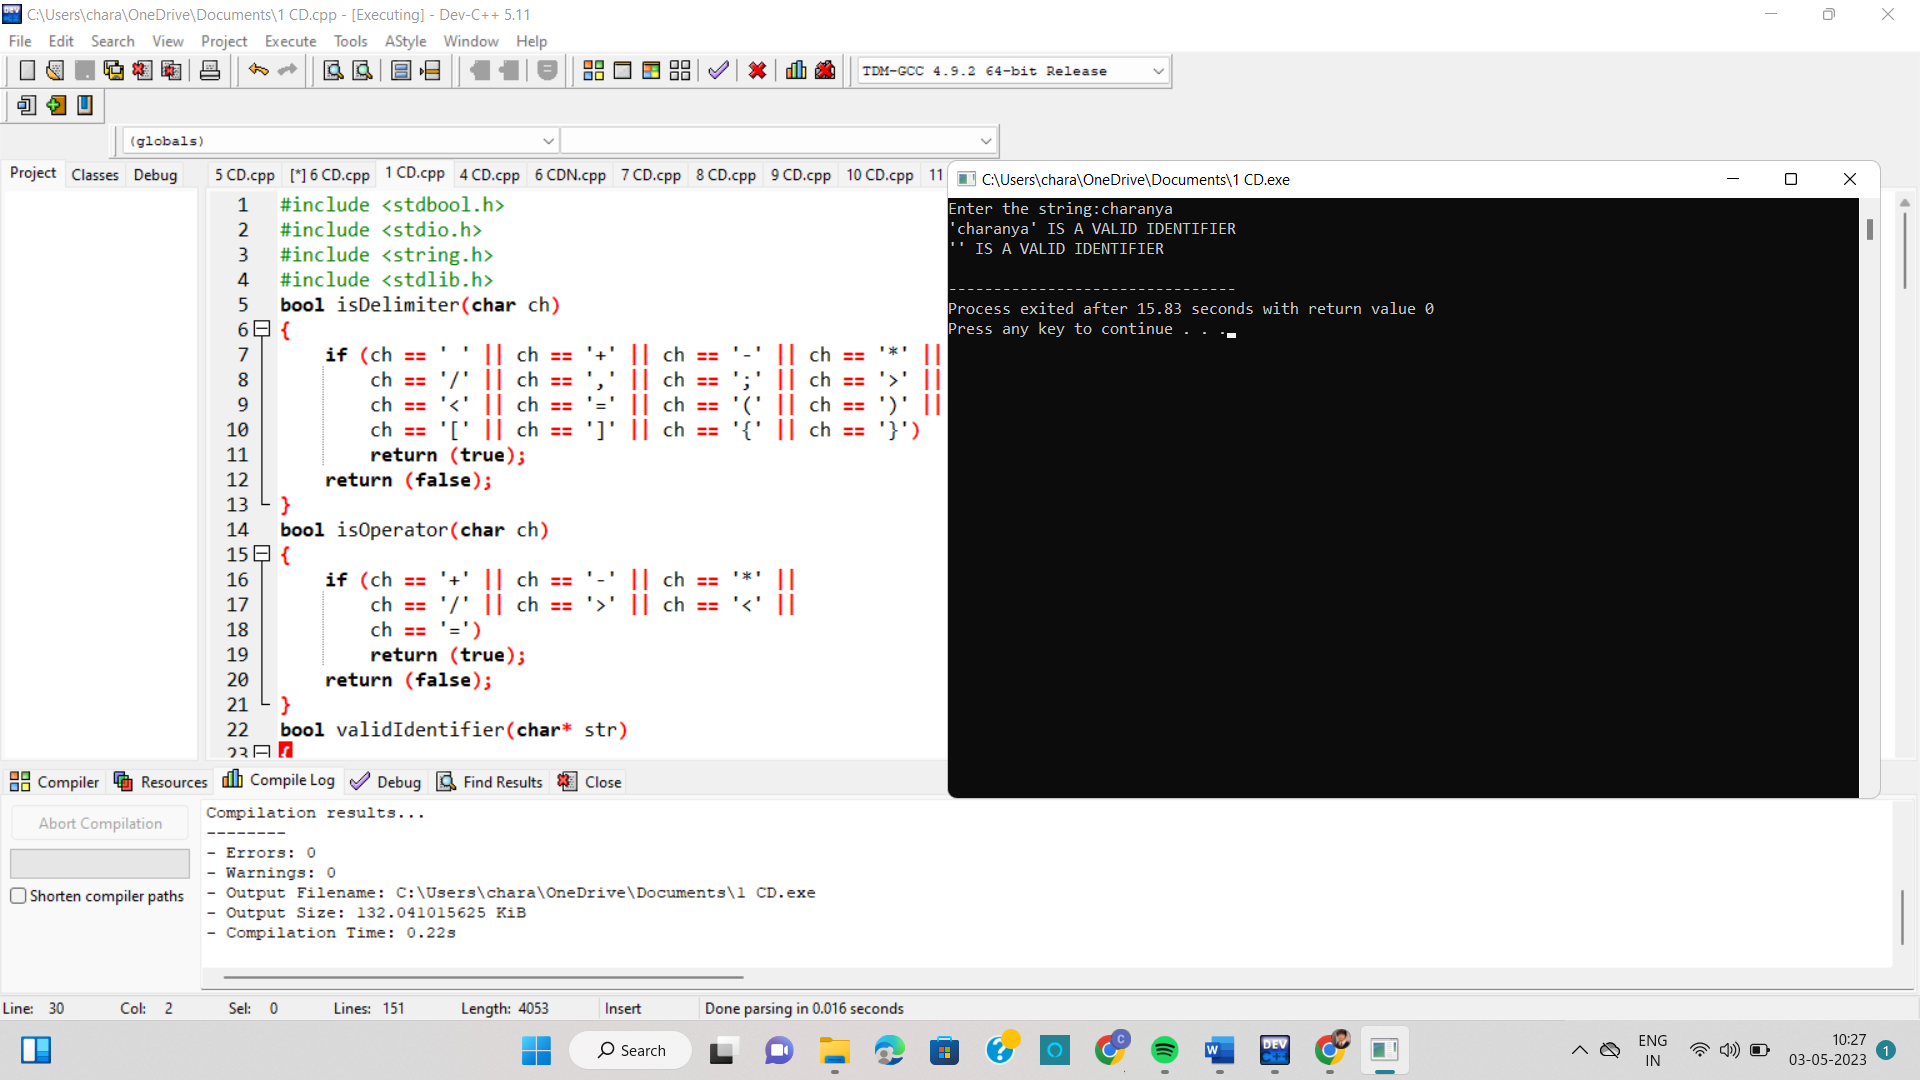 C:\Users\chara\OneDrive\Documents\1 CD.cpp - [Executing] - Dev-C++ 5.11
File Edit Search View Project Execute Tools AStyle Window Help
TDM-GCC 4.9.2 64-bit Release
(globals)
Project Classes Debug
5 CD.cpp [*] 6 CD.cpp 1 CD.cpp 4 CD.cpp 6 CDN.cpp 7 CD.cpp 8 CD.cpp 9 CD.cpp 10 CD.cpp 11
1 #include <stdbool.h>
2 #include <stdio.h>
3 #include <string.h>
4 #include <stdlib.h>
5 bool isDelimiter(char ch)
6 {
7 if (ch == ' ' || ch == '+' || ch == '-' || ch == '*' ||
8 ch == '/' || ch == ',' || ch == ';' || ch == '>' ||
9 ch == '<' || ch == '=' || ch == '(' || ch == ')' ||
10 ch == '[' || ch == ']' || ch == '{' || ch == '}')
11 return (true);
12 return (false);
13 }
14 bool isOperator(char ch)
15 {
16 if (ch == '+' || ch == '-' || ch == '*' ||
17 ch == '/' || ch == '>' || ch == '<' ||
18 ch == '=')
19 return (true);
20 return (false);
21 }
22 bool validIdentifier(char* str)
23 {
C:\Users\chara\OneDrive\Documents\1 CD.exe
Enter the string:charanya
'charanya' IS A VALID IDENTIFIER
'' IS A VALID IDENTIFIER
--------------------------------
Process exited after 15.83 seconds with return value 0
Press any key to continue . . .
Compiler Resources Compile Log Debug Find Results Close
Abort Compilation
Shorten compiler paths
Compilation results...
--------
- Errors: 0
- Warnings: 0
- Output Filename: C:\Users\chara\OneDrive\Documents\1 CD.exe
- Output Size: 132.041015625 KiB
- Compilation Time: 0.22s
Line: 30 Col: 2 Sel: 0 Lines: 151 Length: 4053 Insert Done parsing in 0.016 seconds
Search
C
W
DEV
C++
ENG
IN
10:27
03-05-2023
1